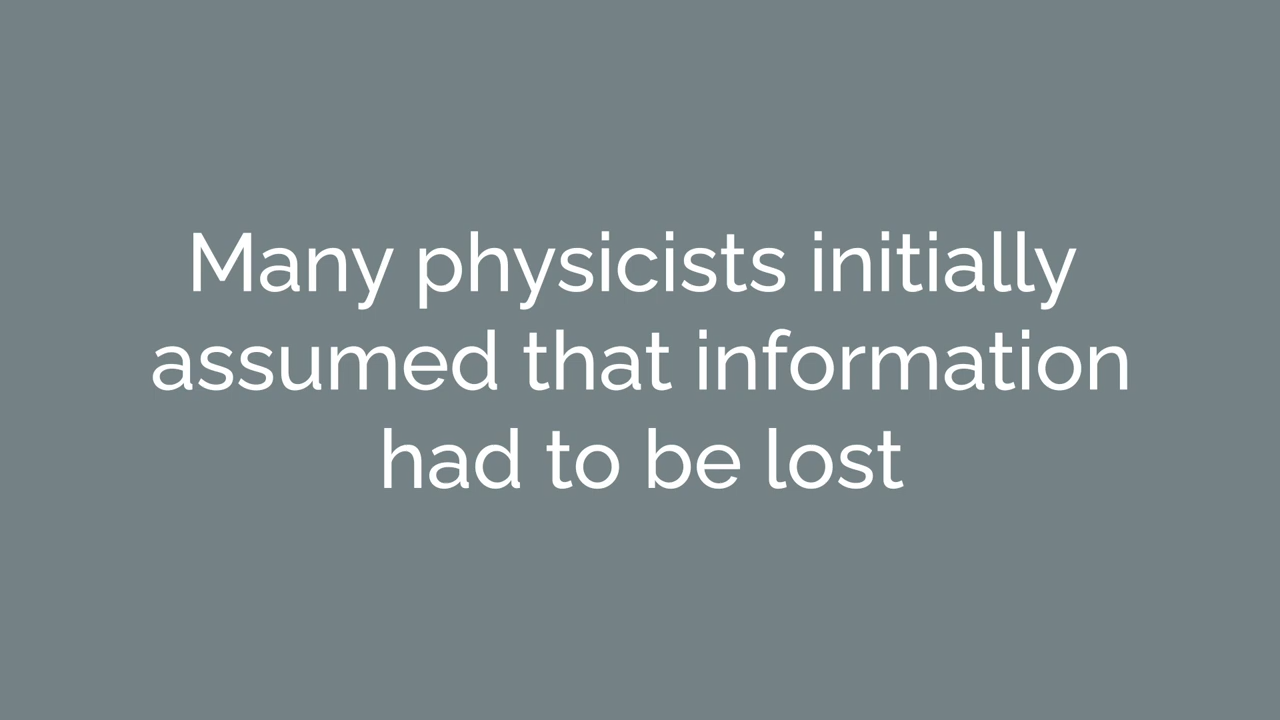 Many physicists initially
assumed that information
had to be lost